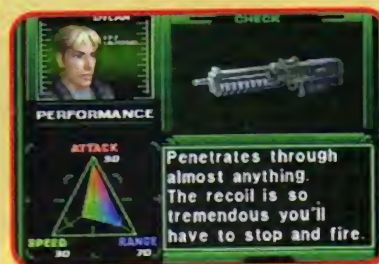 DYLAN
CHECK
PERFORMANCE
ATTACK
90
SPEED
30
RANGE
70
Penetrates through
almost anything.
The recoil is so
tremendous you'll
have to stop and fire.